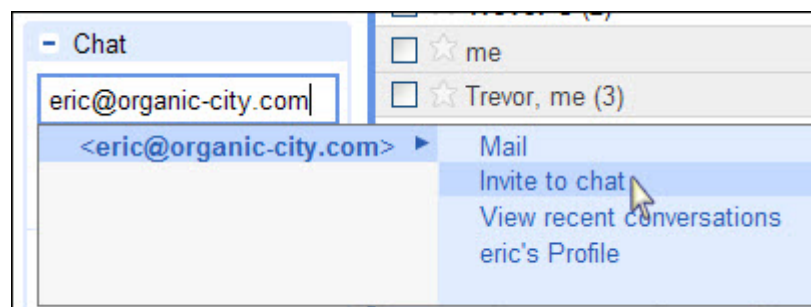 Chat
me
eric@organic-city.com
Trevor, me (3)
<eric@organic-city.com>
Mail
Invite to chat
View recent conversations
eric's Profile